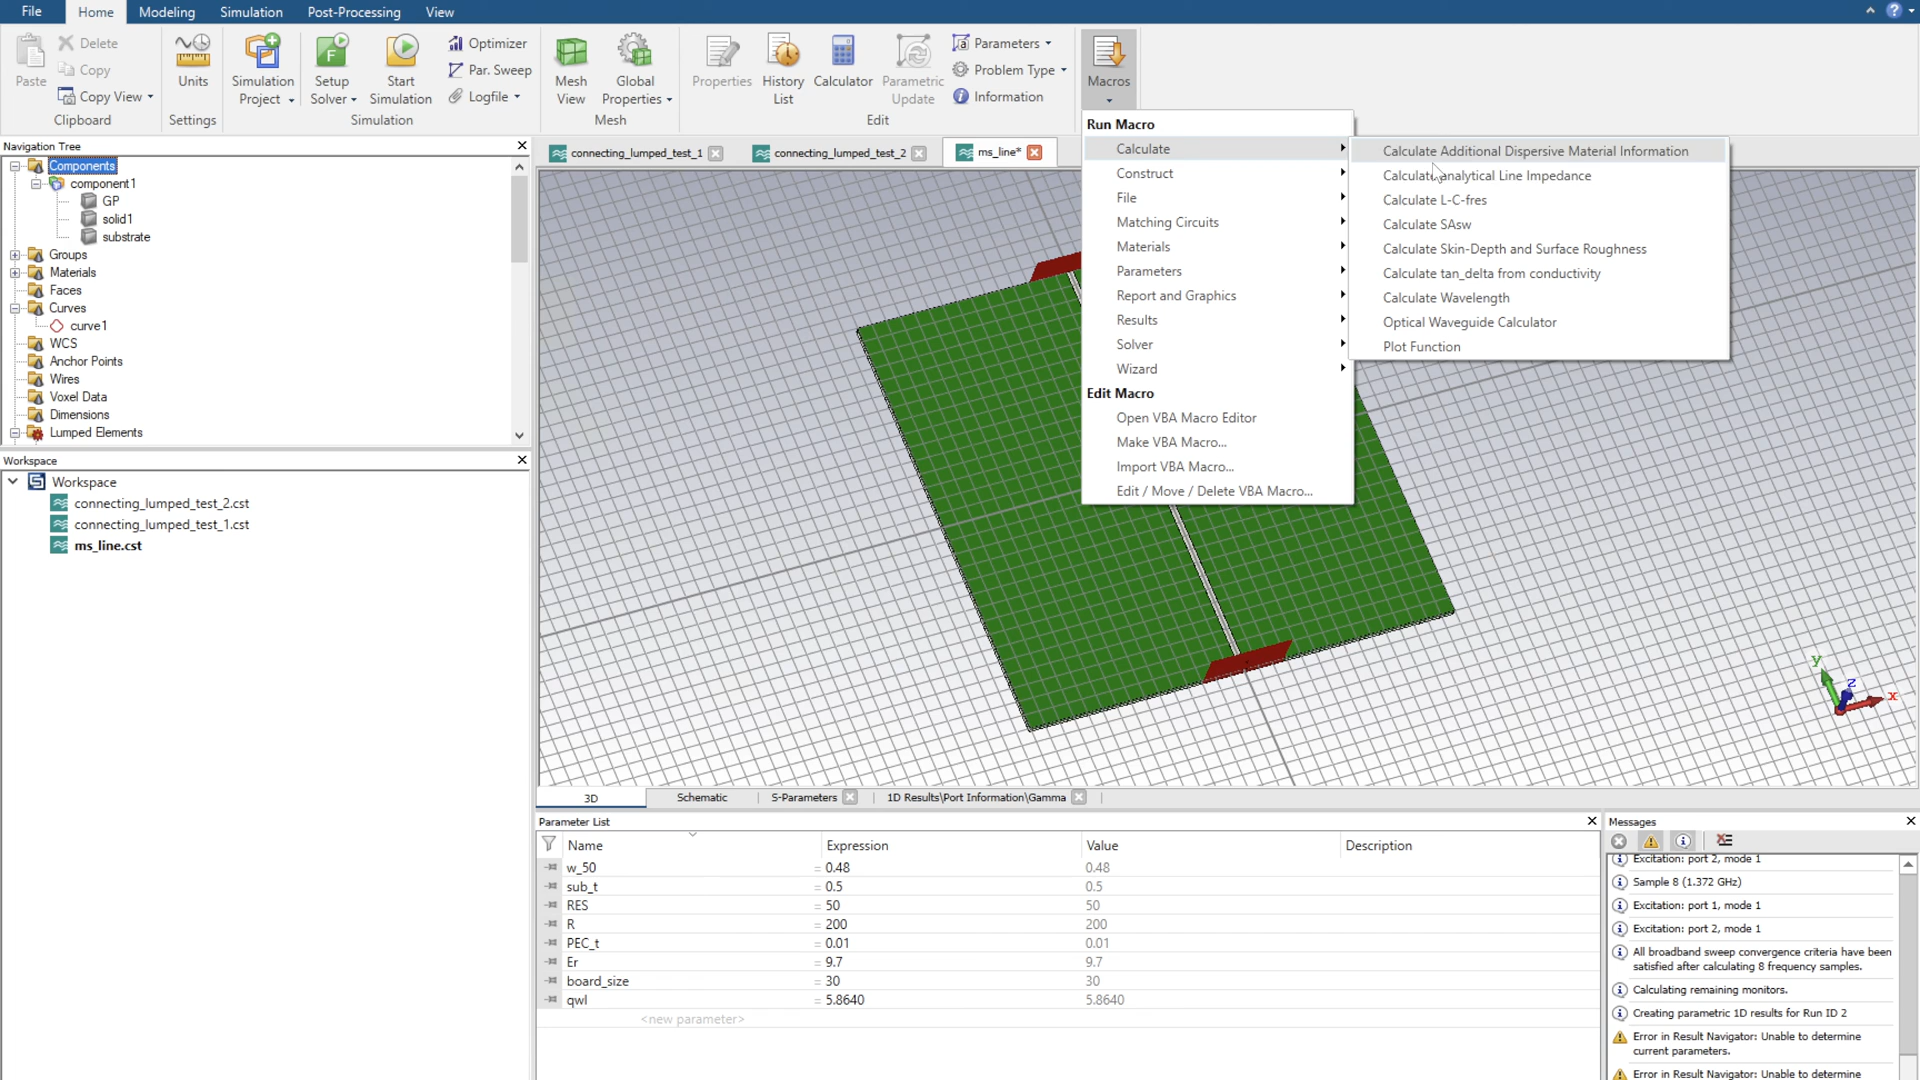 File Home Modeling Simulation Post-Processing View
Paste Delete Copy Copy View
Clipboard
Units
Settings
Simulation Project
Setup Solver
Start Simulation
Optimizer
Par. Sweep
Logfile
Simulation
Mesh View
Global Properties
Mesh
Properties
History List
Calculator
Parametric Update
Parameters
Problem Type
Information
Edit
Macros
Run Macro
Calculate
Construct
File
Matching Circuits
Materials
Parameters
Report and Graphics
Results
Solver
Wizard
Edit Macro
Open VBA Macro Editor
Make VBA Macro...
Import VBA Macro...
Edit / Move / Delete VBA Macro...
Calculate Additional Dispersive Material Information
Calculate analytical Line Impedance
Calculate L-C-fres
Calculate SAsw
Calculate Skin-Depth and Surface Roughness
Calculate tan_delta from conductivity
Calculate Wavelength
Optical Waveguide Calculator
Plot Function
Navigation Tree
Components
component1
GP
solid1
substrate
Groups
Materials
Faces
Curves
curve1
WCS
Anchor Points
Wires
Voxel Data
Dimensions
Lumped Elements
Workspace
Workspace
connecting_lumped_test_2.cst
connecting_lumped_test_1.cst
ms_line.cst
connecting_lumped_test_1 connecting_lumped_test_2 ms_line*
y
z
x
3D Schematic S-Parameters 1D Results\Port Information\Gamma
Parameter List
Name Expression Value Description
w_50 = 0.48 0.48
sub_t = 0.5 0.5
RES = 50 50
R = 200 200
PEC_t = 0.01 0.01
Er = 9.7 9.7
board_size = 30 30
qwl = 5.8640 5.8640
<new parameter>
Messages
Excitation: port 2, mode 1
Sample 8 (1.372 GHz)
Excitation: port 1, mode 1
Excitation: port 2, mode 1
All broadband sweep convergence criteria have been
satisfied after calculating 8 frequency samples.
Calculating remaining monitors.
Creating parametric 1D results for Run ID 2
Error in Result Navigator: Unable to determine
current parameters.
Error in Result Navigator: Unable to determine